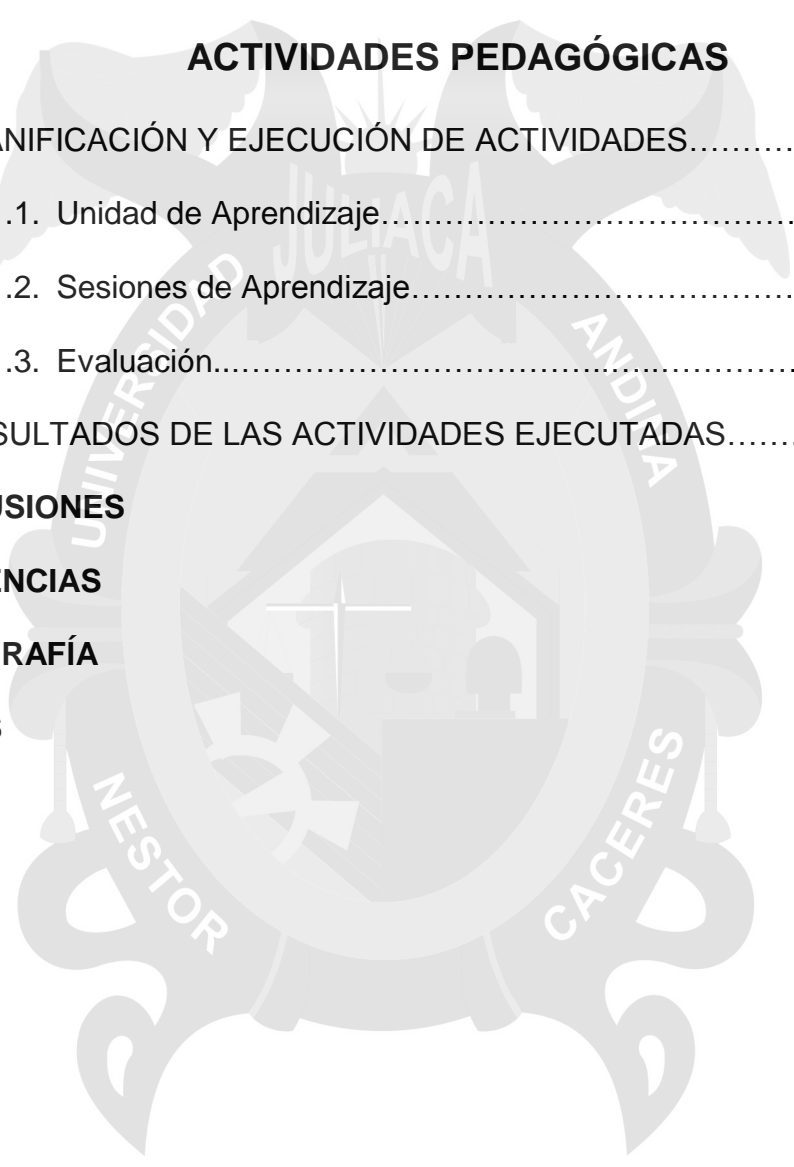 ACTIVIDADES PEDAGÓGICAS
ANIFICACIÓN Y EJECUCIÓN DE ACTIVIDADES……….
.1. Unidad de Aprendizaje……………………………….
.2. Sesiones de Aprendizaje…………………………….
.3. Evaluación...……………………………...….…………
SULTADOS DE LAS ACTIVIDADES EJECUTADAS…….
USIONES
ENCIAS
RAFÍA
S
UNIVERSIDAD ANDINA
JULIACA
NESTOR CACERES